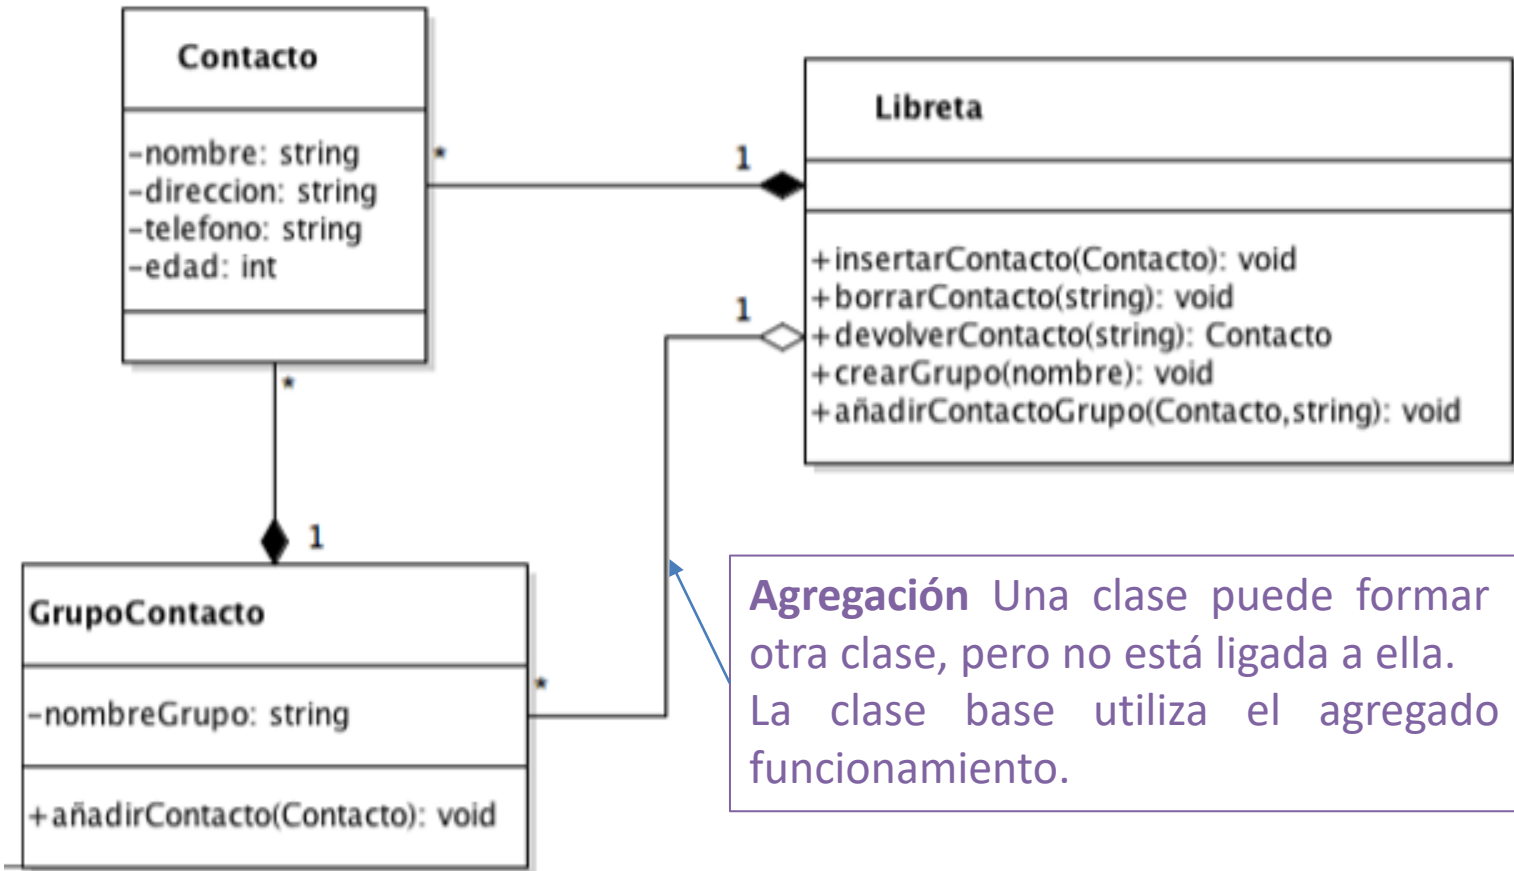 Contacto
-nombre: string
-direccion: string
-telefono: string
-edad: int
*
1
*
Libreta
+insertarContacto(Contacto): void
+borrarContacto(string): void
+devolverContacto(string): Contacto
+crearGrupo(nombre): void
+añadirContactoGrupo(Contacto,string): void
1
1
GrupoContacto
-nombreGrupo: string
+añadirContacto(Contacto): void
*
Agregación Una clase puede formar
otra clase, pero no está ligada a ella.
La clase base utiliza el agregado
funcionamiento.